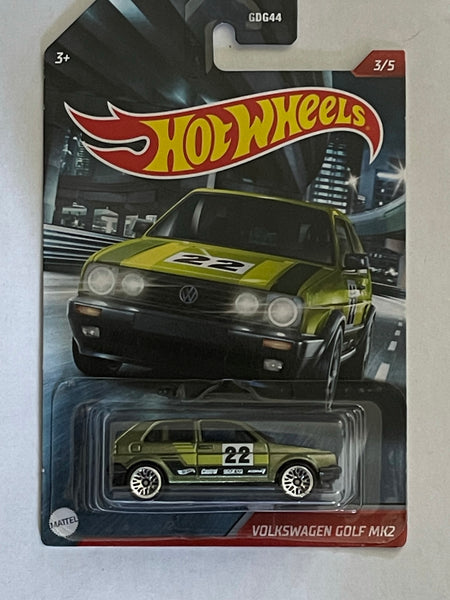 GDG44
3+
3/5
HOT WHEELS
22
22
MATTEL
VOLKSWAGEN GOLF MK2